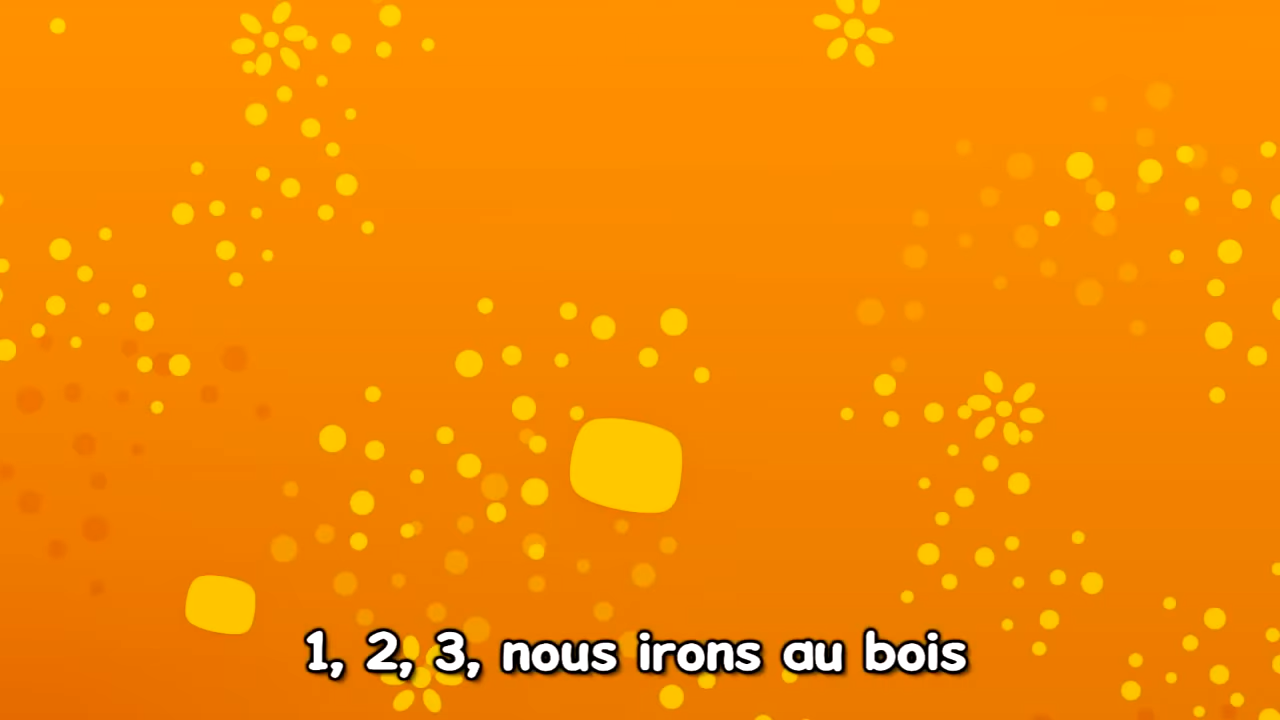 1, 2, 3, nous irons au bois